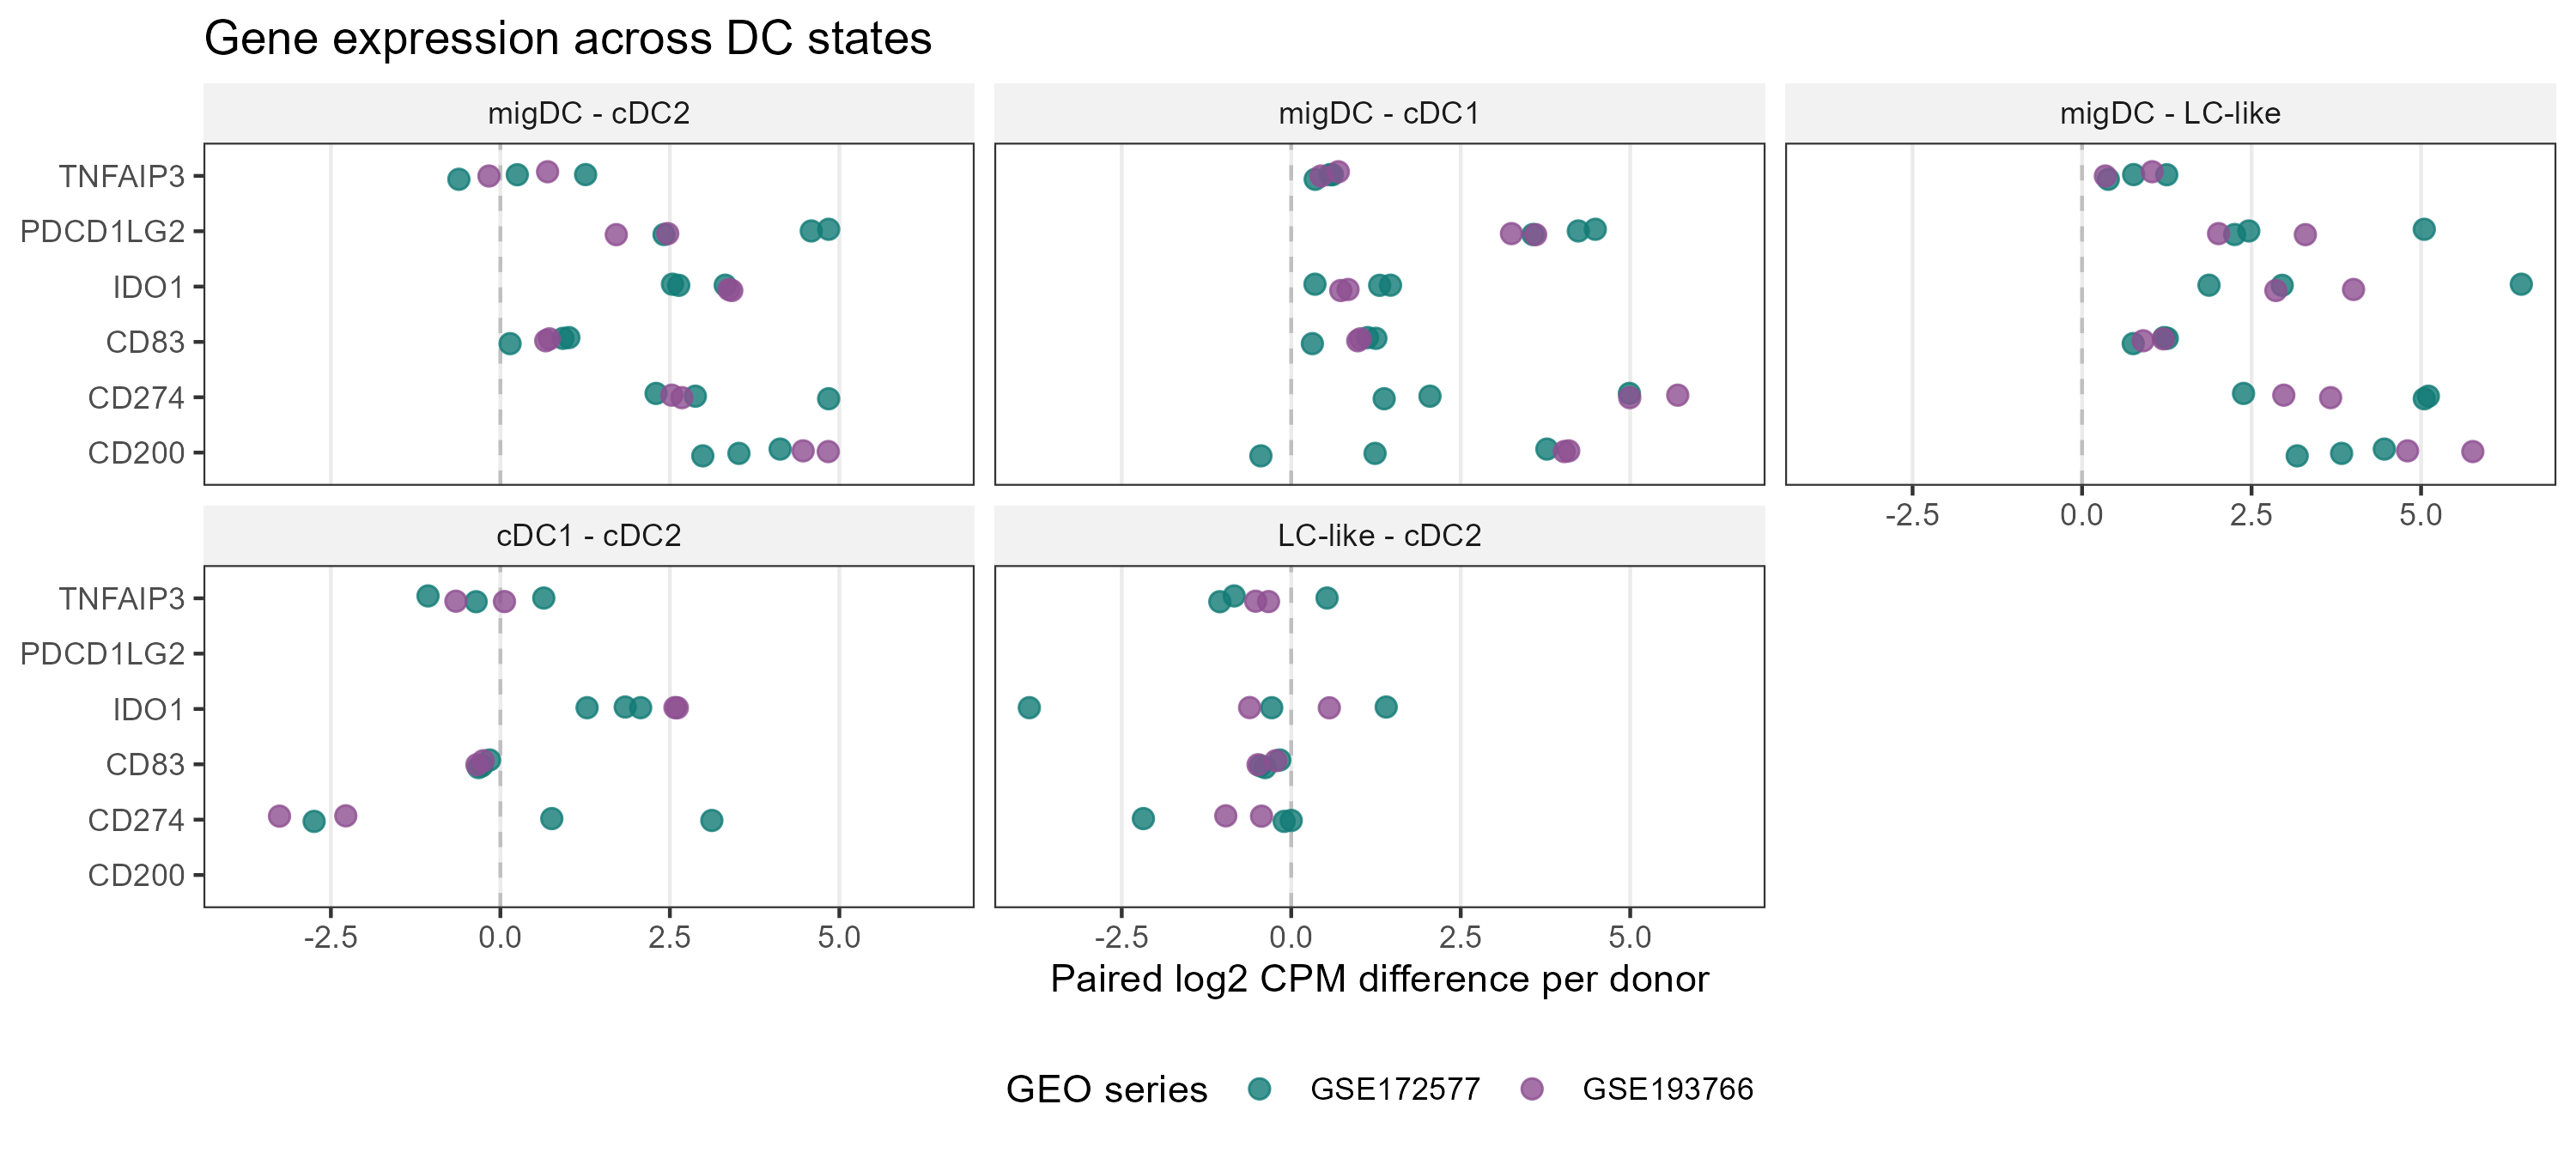 Gene expression across DC states
migDC - cDC2
migDC - cDC1
migDC - LC-like
TNFAIP3
PDCD1LG2
IDO1
CD83
CD274
CD200
-2.5 0.0 2.5 5.0
cDC1 - cDC2
LC-like - cDC2
TNFAIP3
PDCD1LG2
IDO1
CD83
CD274
CD200
-2.5 0.0 2.5 5.0
-2.5 0.0 2.5 5.0
Paired log2 CPM difference per donor
GEO series GSE172577 GSE193766